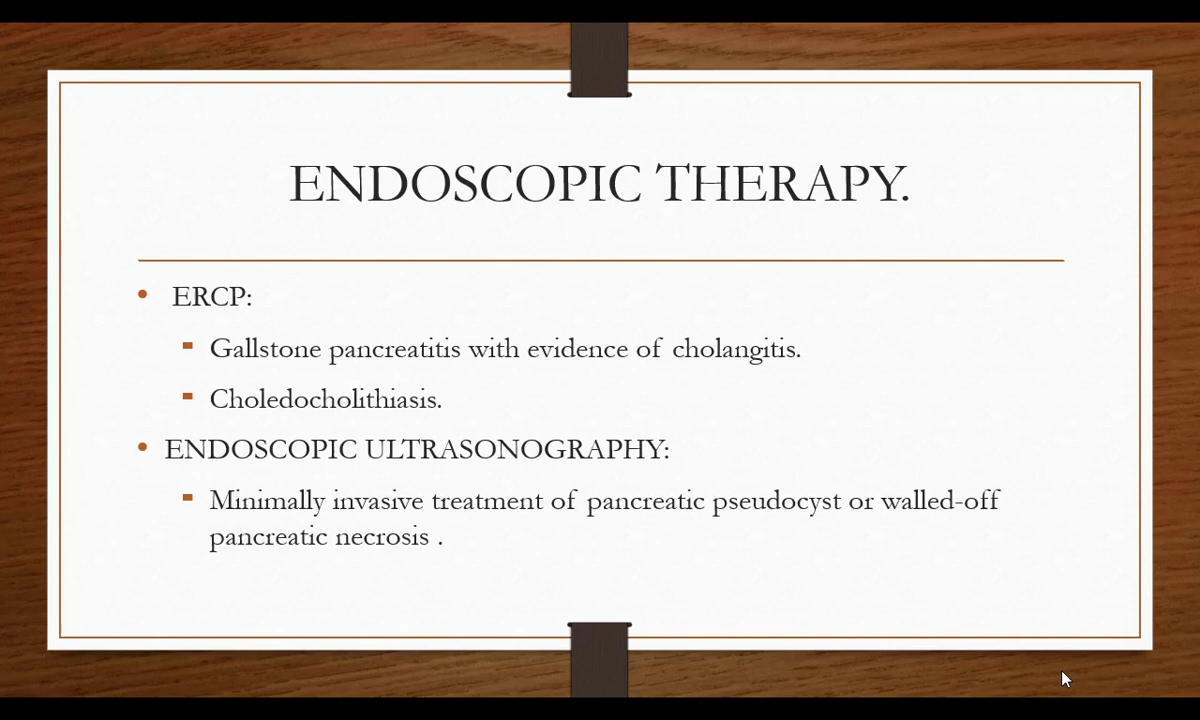 ENDOSCOPIC THERAPY.
• ERCP:
▪ Gallstone pancreatitis with evidence of cholangitis.
▪ Choledocholithiasis.
• ENDOSCOPIC ULTRASONOGRAPHY:
▪ Minimally invasive treatment of pancreatic pseudocyst or walled-off
pancreatic necrosis .